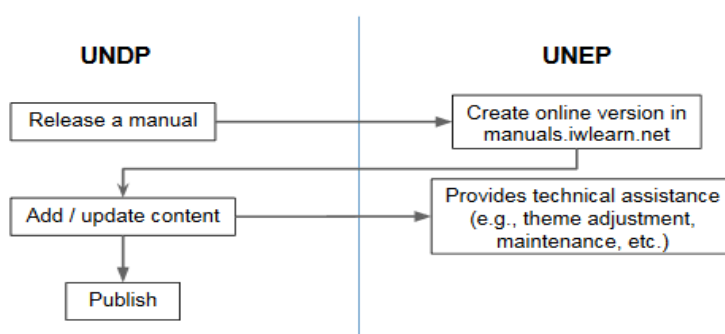 UNDP
UNEP
Release a manual
Create online version in
manuals.iwlearn.net
Add / update content
Provides technical assistance
(e.g., theme adjustment,
maintenance, etc.)
Publish